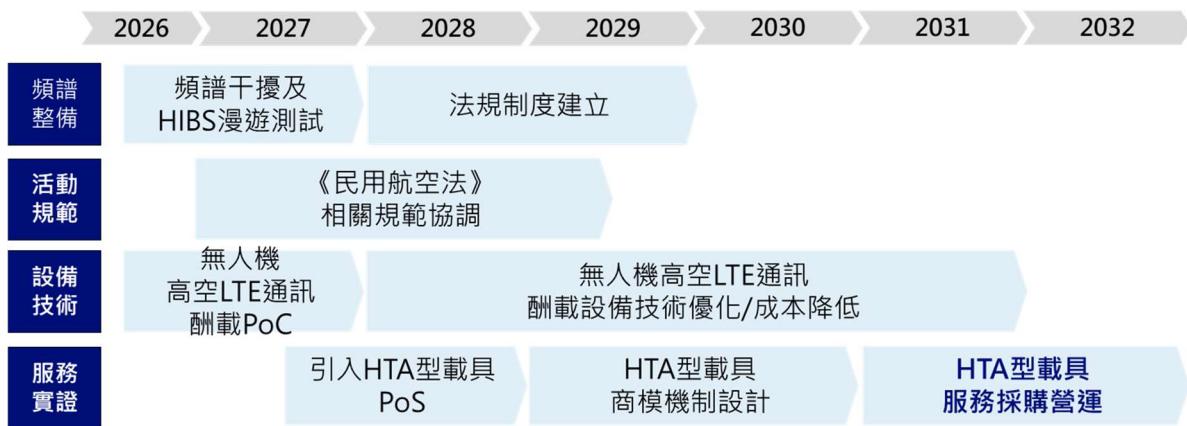 2026 2027 2028 2029 2030 2031 2032
頻譜
整備
頻譜干擾及
HIBS漫遊測試
法規制度建立
活動
規範
《民用航空法》
相關規範協調
設備
技術
無人機
高空LTE通訊
酬載PoC
無人機高空LTE通訊
酬載設備技術優化/成本降低
服務
實證
引入HTA型載具
PoS
HTA型載具
商模機制設計
HTA型載具
服務採購營運